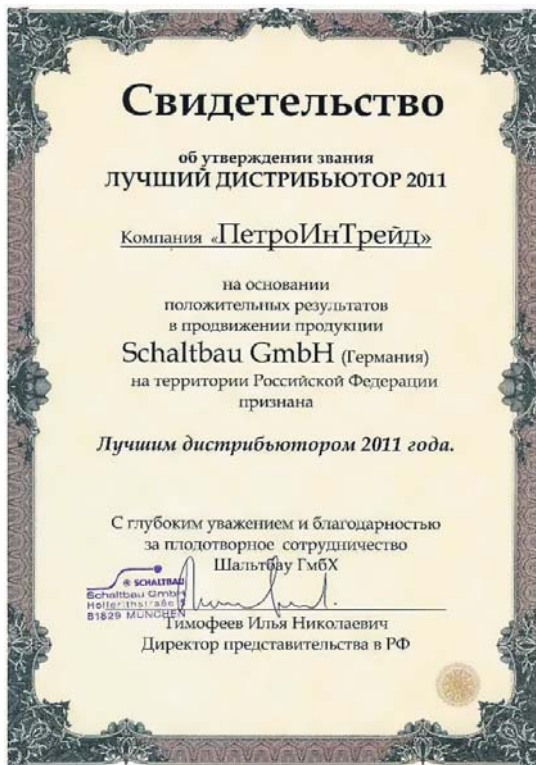 Свидетельство
об утверждении звания
ЛУЧШИЙ ДИСТРИБЬЮТОР 2011
Компания «ПетроИнТрейд»
на основании
положительных результатов
в продвижении продукции
Schaltbau GmbH (Германия)
на территории Российской Федерации
признана
Лучшим дистрибьютором 2011 года.
С глубоким уважением и благодарностью
за плодотворное сотрудничество
Шальтбау ГмбХ
SCHALTBAU
Schaltbau GmbH
Hollerithstraße
81829 MÜNCHEN
Тимофеев Илья Николаевич
Директор представительства в РФ